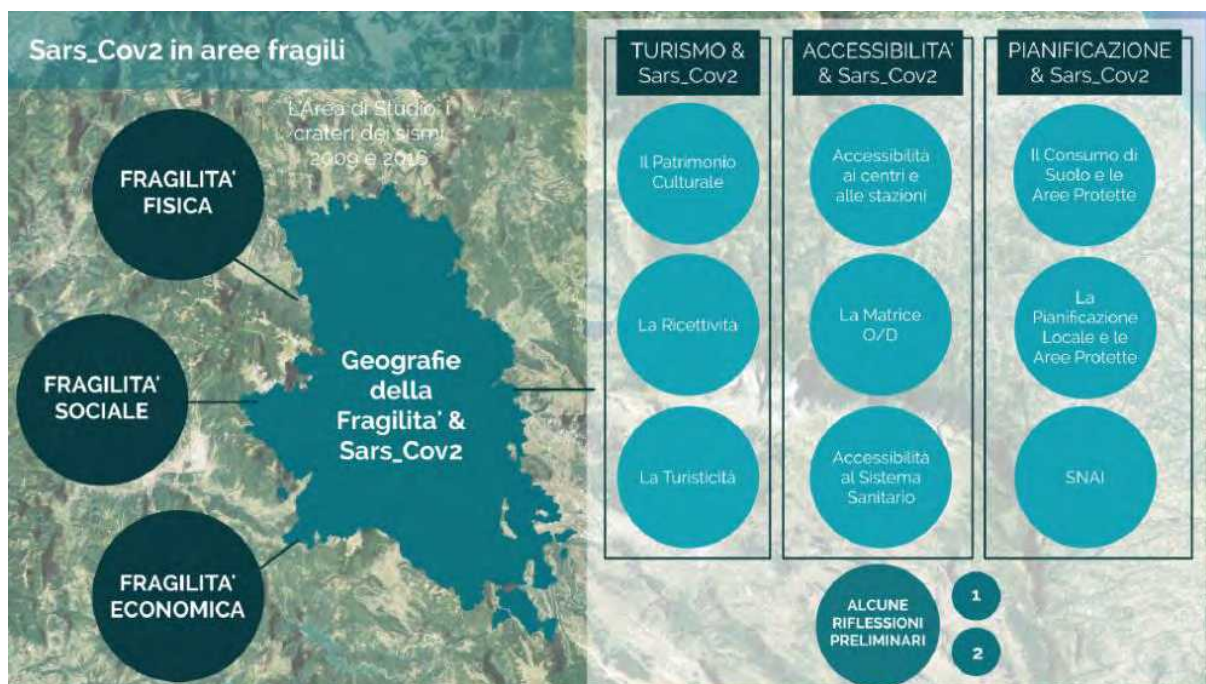 Sars_Cov2 in aree fragili
L'Area di Studio: i
crateri dei sismi
2009 e 2016
FRAGILITA'
FISICA
FRAGILITA'
SOCIALE
FRAGILITA'
ECONOMICA
Geografie
della
Fragilita' &
Sars_Cov2
TURISMO &
Sars_Cov2
Il Patrimonio
Culturale
La Ricettività
La Turisticità
ACCESSIBILITA'
& Sars_Cov2
Accessibilità
ai centri e
alle stazioni
La Matrice
O/D
Accessibilità
al Sistema
Sanitario
PIANIFICAZIONE
& Sars_Cov2
Il Consumo di
Suolo e le
Aree Protette
La
Pianificazione
Locale e le
Aree Protette
SNAI
ALCUNE
RIFLESSIONI
PRELIMINARI
1
2